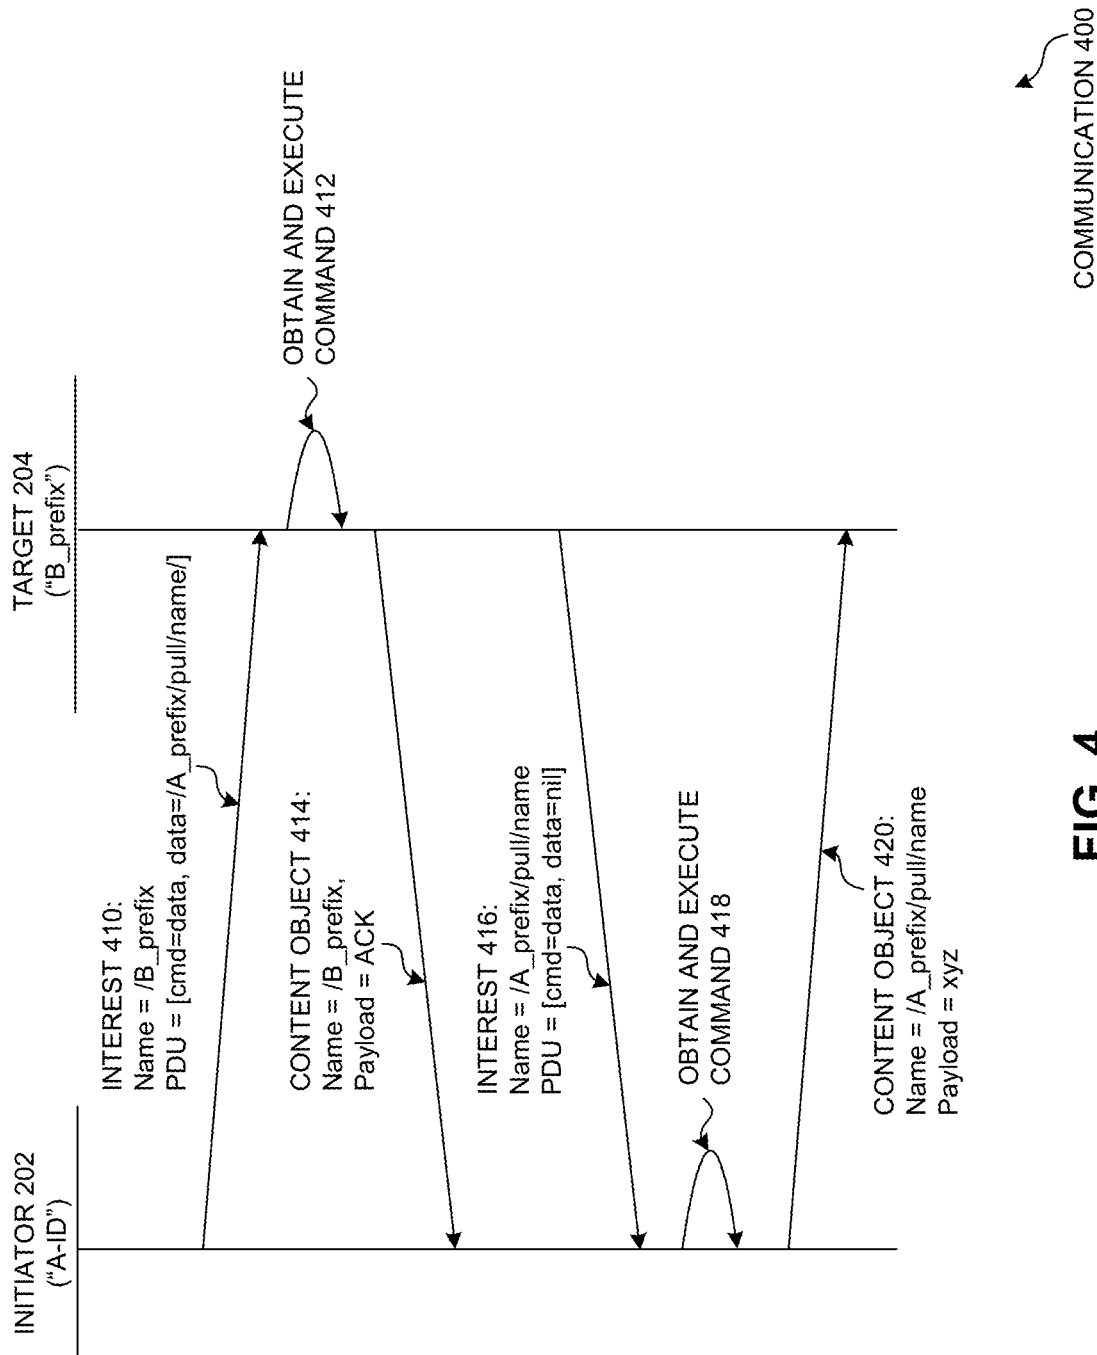 INITIATOR 202
("A-ID")
TARGET 204
("B_prefix")
INTEREST 410:
Name = /B_prefix
PDU = [cmd=data, data=/A_prefix/pull/name/]
OBTAIN AND EXECUTE
COMMAND 412
CONTENT OBJECT 414:
Name = /B_prefix,
Payload = ACK
INTEREST 416:
Name = /A_prefix/pull/name
PDU = [cmd=data, data=nil]
OBTAIN AND EXECUTE
COMMAND 418
CONTENT OBJECT 420:
Name = /A_prefix/pull/name
Payload = xyz
COMMUNICATION 400
FIG. 4